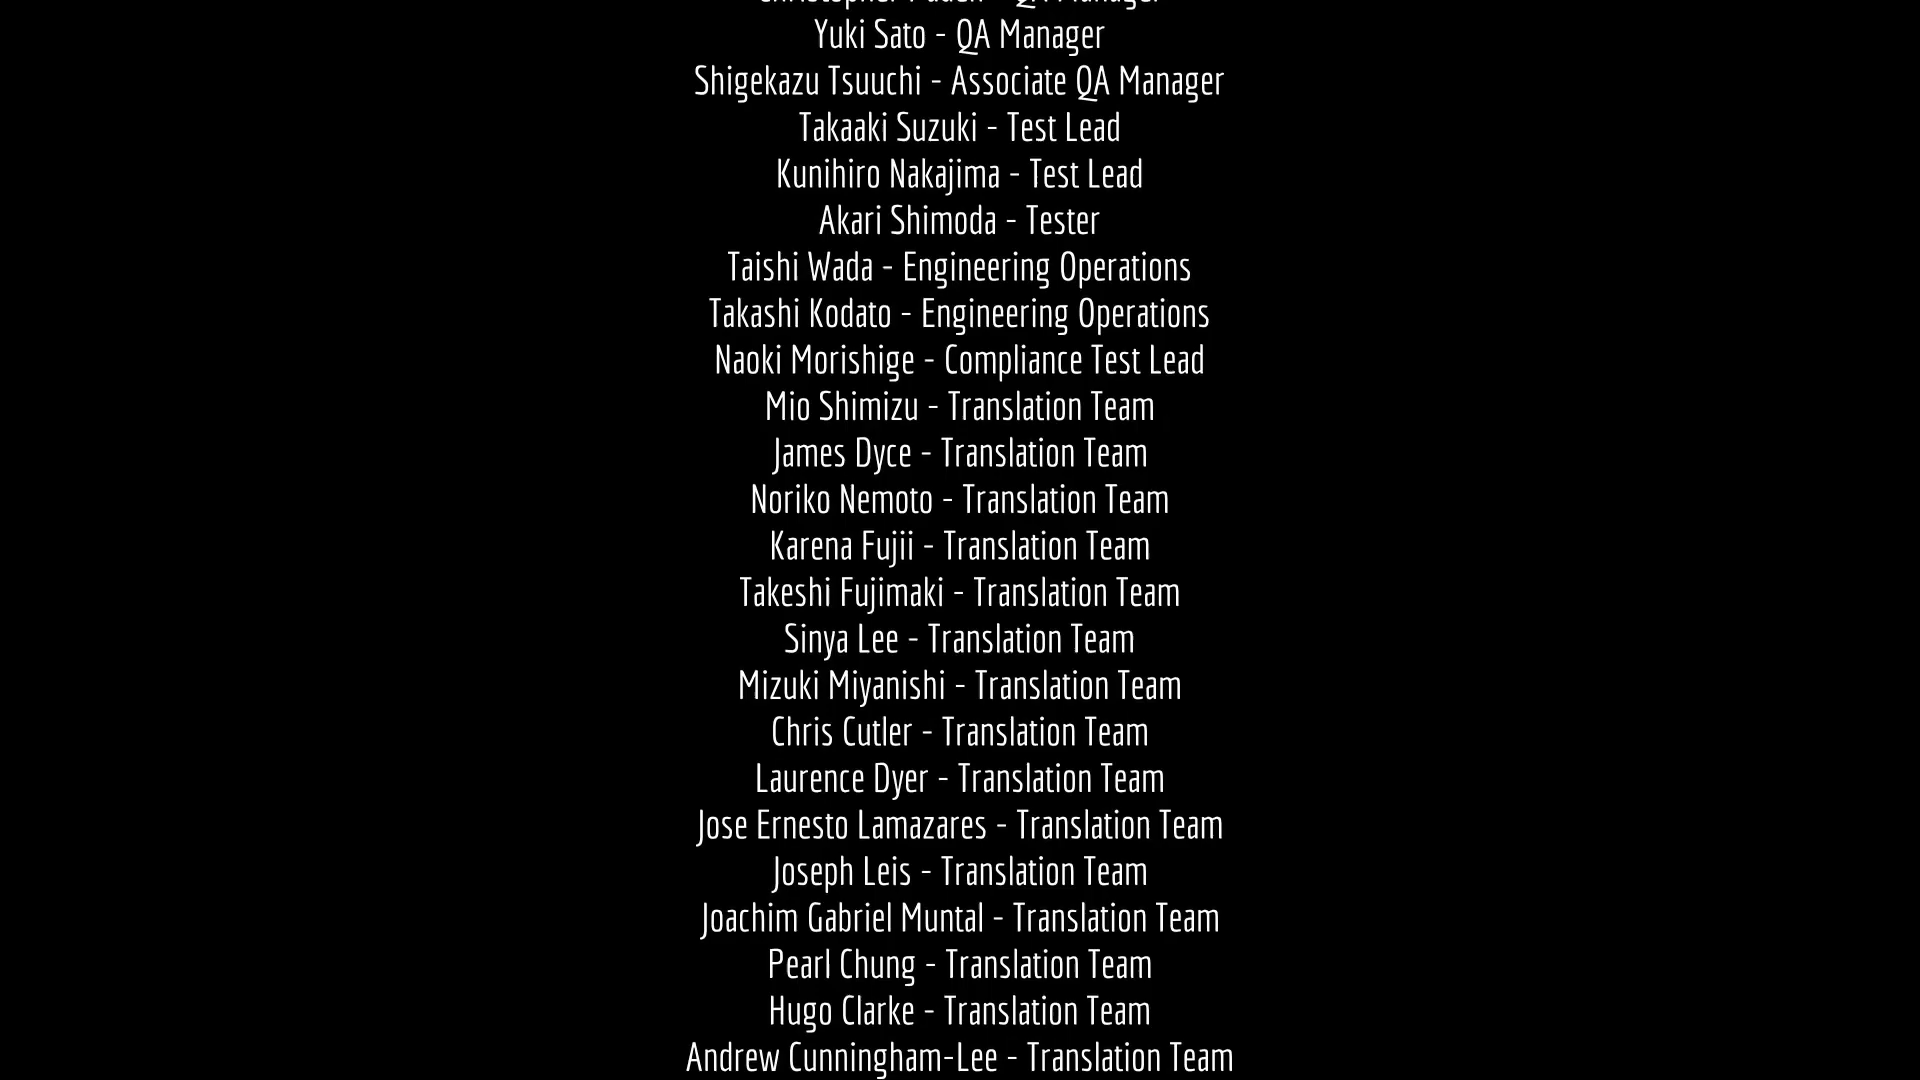 Yuki Sato - QA Manager
Shigekazu Tsuuchi - Associate QA Manager
Takaaki Suzuki - Test Lead
Kunihiro Nakajima - Test Lead
Akari Shimoda - Tester
Taishi Wada - Engineering Operations
Takashi Kodato - Engineering Operations
Naoki Morishige - Compliance Test Lead
Mio Shimizu - Translation Team
James Dyce - Translation Team
Noriko Nemoto - Translation Team
Karena Fujii - Translation Team
Takeshi Fujimaki - Translation Team
Sinya Lee - Translation Team
Mizuki Miyanishi - Translation Team
Chris Cutler - Translation Team
Laurence Dyer - Translation Team
Jose Ernesto Lamazares - Translation Team
Joseph Leis - Translation Team
Joachim Gabriel Muntal - Translation Team
Pearl Chung - Translation Team
Hugo Clarke - Translation Team
Andrew Cunningham-Lee - Translation Team